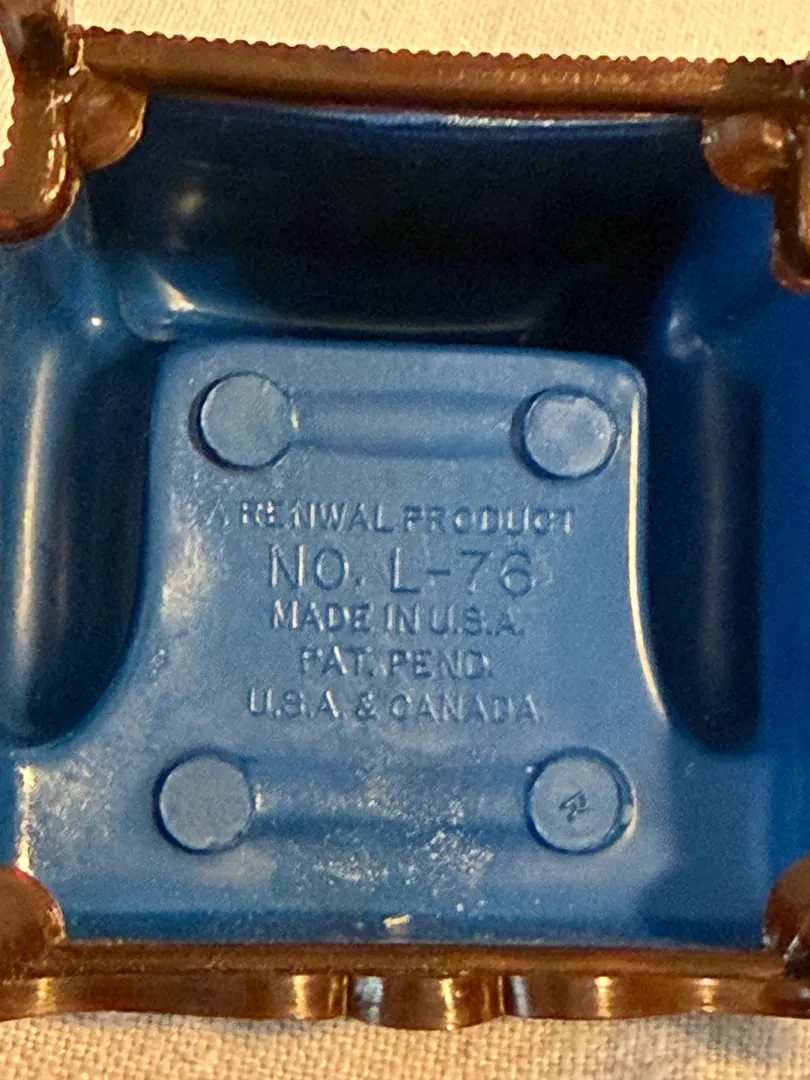 A RENWAL PRODUCT
NO. L-76
MADE IN U.S.A.
PAT. PEND.
U.S.A. & CANADA